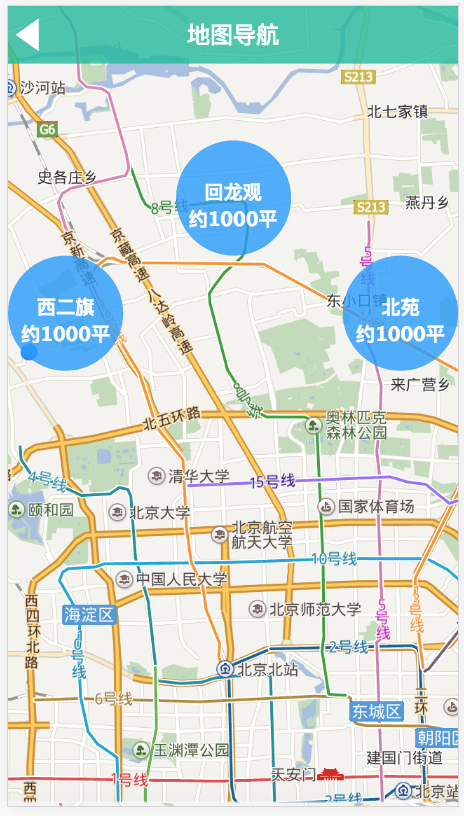 地图导航
S213
沙河站
北七家镇
G6
史各庄乡
回龙观
约1000平
燕丹乡
S213
8号线
京新高速
京藏高速
八达岭高速
5号线
西二旗
约1000平
东小口镇
北苑
约1000平
来广营乡
8号线
北五环路
奥林匹克
森林公园
4号线
清华大学
15号线
颐和园
北京大学
国家体育场
北京航空
航天大学
10号线
中国人民大学
西四环北路
海淀区
北京师范大学
5号线
13号线
10号线
2号线
北京北站
6号线
东城区
二环
朝阳区
玉渊潭公园
建国门街道
天安门
1号线
西四
北京站
2号线